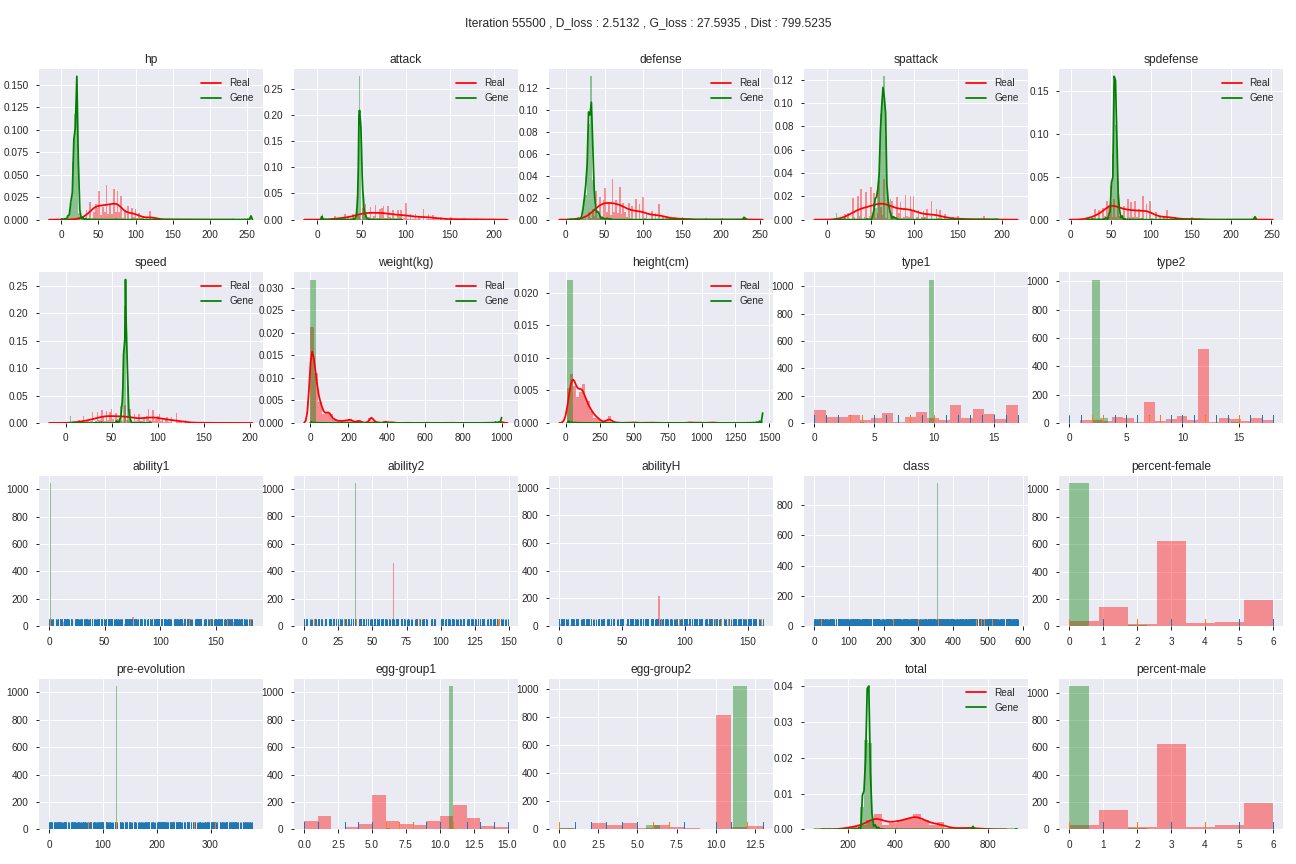 Iteration 55500 , D_loss : 2.5132 , G_loss : 27.5935 , Dist : 799.5235
hp attack defense spattack spdefense
Real Real Real Real Real
Gene Gene Gene Gene Gene
0.150 0.125 0.100 0.075 0.050 0.025 0.000
0 50 100 150 200 250
0.25 0.20 0.15 0.10 0.05 0.00
0 50 100 150 200
0.12 0.10 0.08 0.06 0.04 0.02 0.00
0 50 100 150 200 250
0.12 0.10 0.08 0.06 0.04 0.02 0.00
0 50 100 150 200
0.15 0.10 0.05 0.00
0 50 100 150 200 250
speed weight(kg) height(cm) type1 type2
Real Real Real
Gene Gene Gene
0.25 0.20 0.15 0.10 0.05 0.00
0 50 100 150 200
0.030 0.025 0.020 0.015 0.010 0.005 0.000
0 200 400 600 800 1000
0.020 0.015 0.010 0.005 0.000
0 250 500 750 1000 1250 1500
1000 800 600 400 200 0
0 5 10 15
1000 800 600 400 200 0
0 5 10 15
ability1 ability2 abilityH class percent-female
1000 800 600 400 200 0
0 50 100 150
1000 800 600 400 200 0
0 25 50 75 100 125 150
1000 800 600 400 200 0
0 50 100 150
800 600 400 200 0
0 100 200 300 400 500 600
1000 800 600 400 200 0
0 1 2 3 4 5 6
pre-evolution egg-group1 egg-group2 total percent-male
1000 800 600 400 200 0
0 100 200 300
1000 800 600 400 200 0
0.0 2.5 5.0 7.5 10.0 12.5 15.0
1000 800 600 400 200 0
0.0 2.5 5.0 7.5 10.0 12.5
Real
Gene
0.04 0.03 0.02 0.01 0.00
200 400 600 800
1000 800 600 400 200 0
0 1 2 3 4 5 6